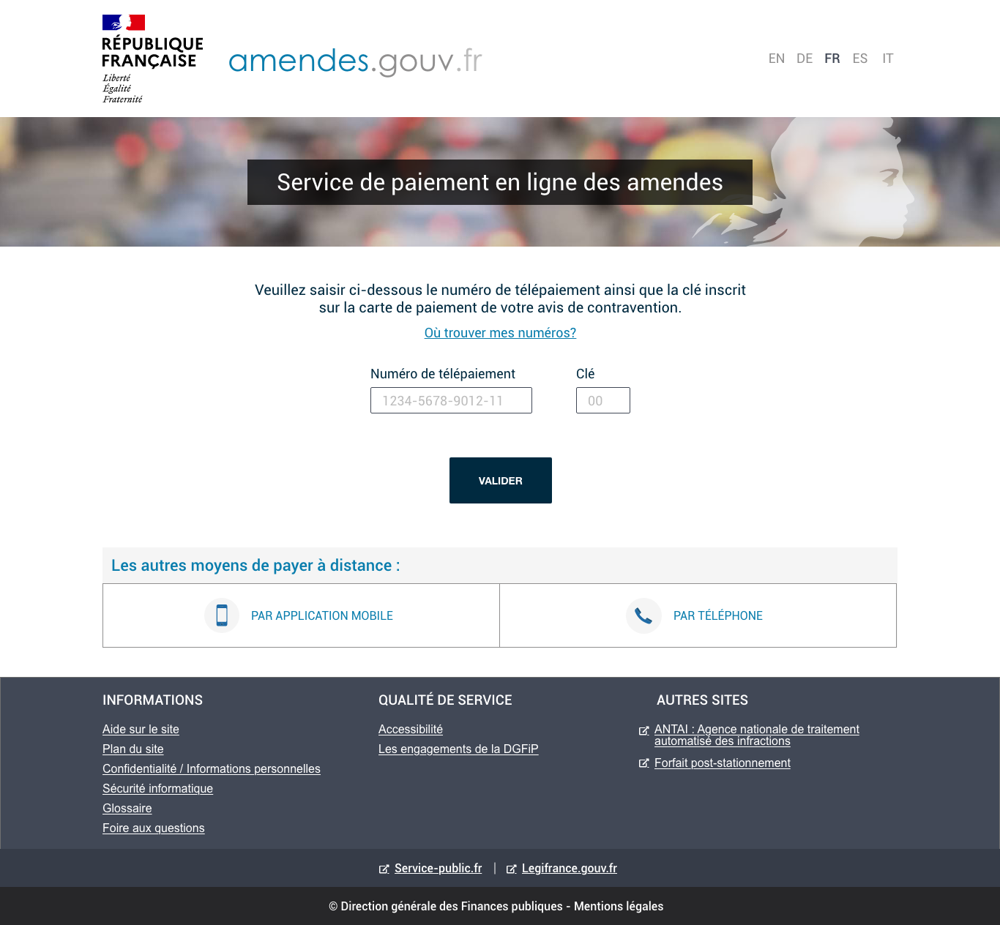 RÉPUBLIQUE
FRANÇAISE
Liberté
Égalité
Fraternité
amendes.gouv.fr
EN DE FR ES IT
Service de paiement en ligne des amendes
Veuillez saisir ci-dessous le numéro de télépaiement ainsi que la clé inscrit
sur la carte de paiement de votre avis de contravention.
Où trouver mes numéros?
Numéro de télépaiement Clé
1234-5678-9012-11 00
VALIDER
Les autres moyens de payer à distance :
PAR APPLICATION MOBILE PAR TÉLÉPHONE
INFORMATIONS
Aide sur le site
Plan du site
Confidentialité / Informations personnelles
Sécurité informatique
Glossaire
Foire aux questions
QUALITÉ DE SERVICE
Accessibilité
Les engagements de la DGFiP
AUTRES SITES
ANTAI : Agence nationale de traitement
automatisé des infractions
Forfait post-stationnement
Service-public.fr | Legifrance.gouv.fr
© Direction générale des Finances publiques - Mentions légales